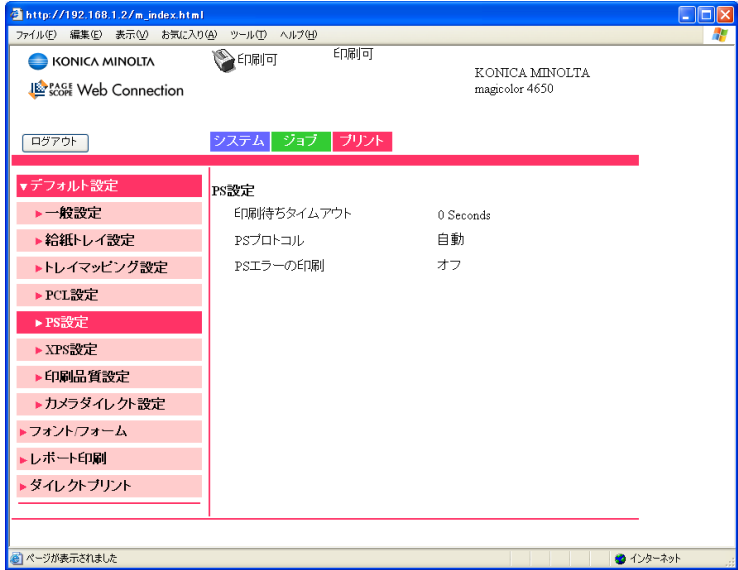 http://192.168.1.2/m_index.html
ファイル(F) 編集(E) 表示(V) お気に入り(A) ツール(T) ヘルプ(H)
KONICA MINOLTA
印刷可
印刷可
KONICA MINOLTA
magicolor 4650
PAGE SCOPE Web Connection
ログアウト
システム ジョブ プリント
▼デフォルト設定
PS設定
►一般設定
印刷待ちタイムアウト 0 Seconds
►給紙トレイ設定
PSプロトコル 自動
►トレイマッピング設定
PSエラーの印刷 オフ
►PCL設定
►PS設定
►XPS設定
►印刷品質設定
►カメラダイレクト設定
►フォント/フォーム
►レポート印刷
►ダイレクトプリント
ページが表示されました
インターネット